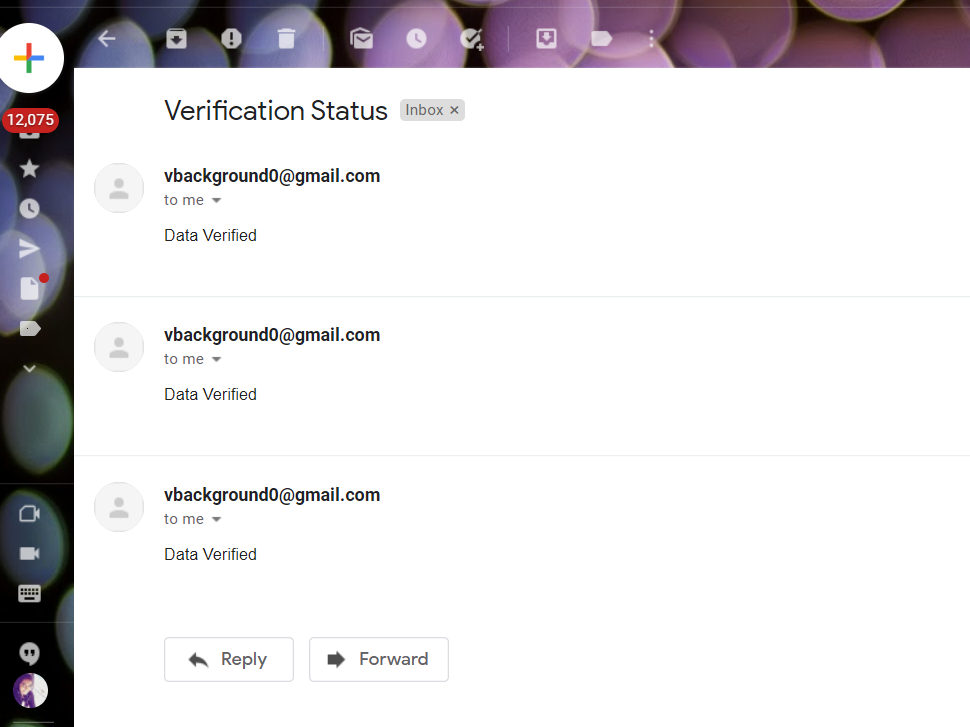 12,075
Verification Status Inbox ×
vbackground0@gmail.com
to me
Data Verified
vbackground0@gmail.com
to me
Data Verified
vbackground0@gmail.com
to me
Data Verified
Reply Forward